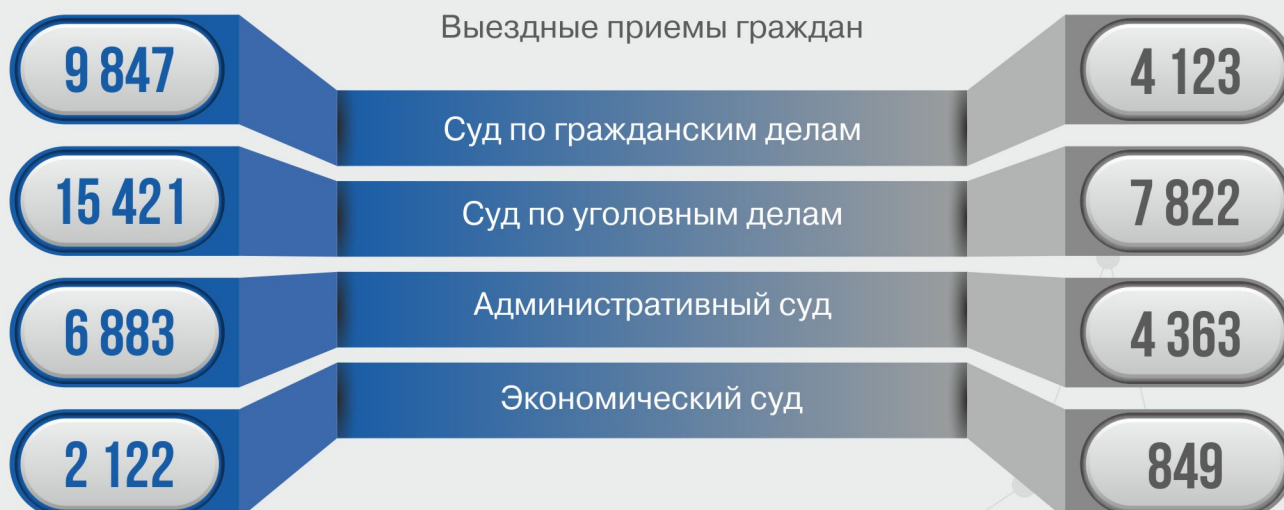 Выездные приемы граждан
9 847
Суд по гражданским делам
4 123
15 421
Суд по уголовным делам
7 822
6 883
Административный суд
4 363
2 122
Экономический суд
849